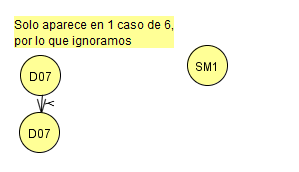 Solo aparece en 1 caso de 6,
por lo que ignoramos
D07
SM1
D07